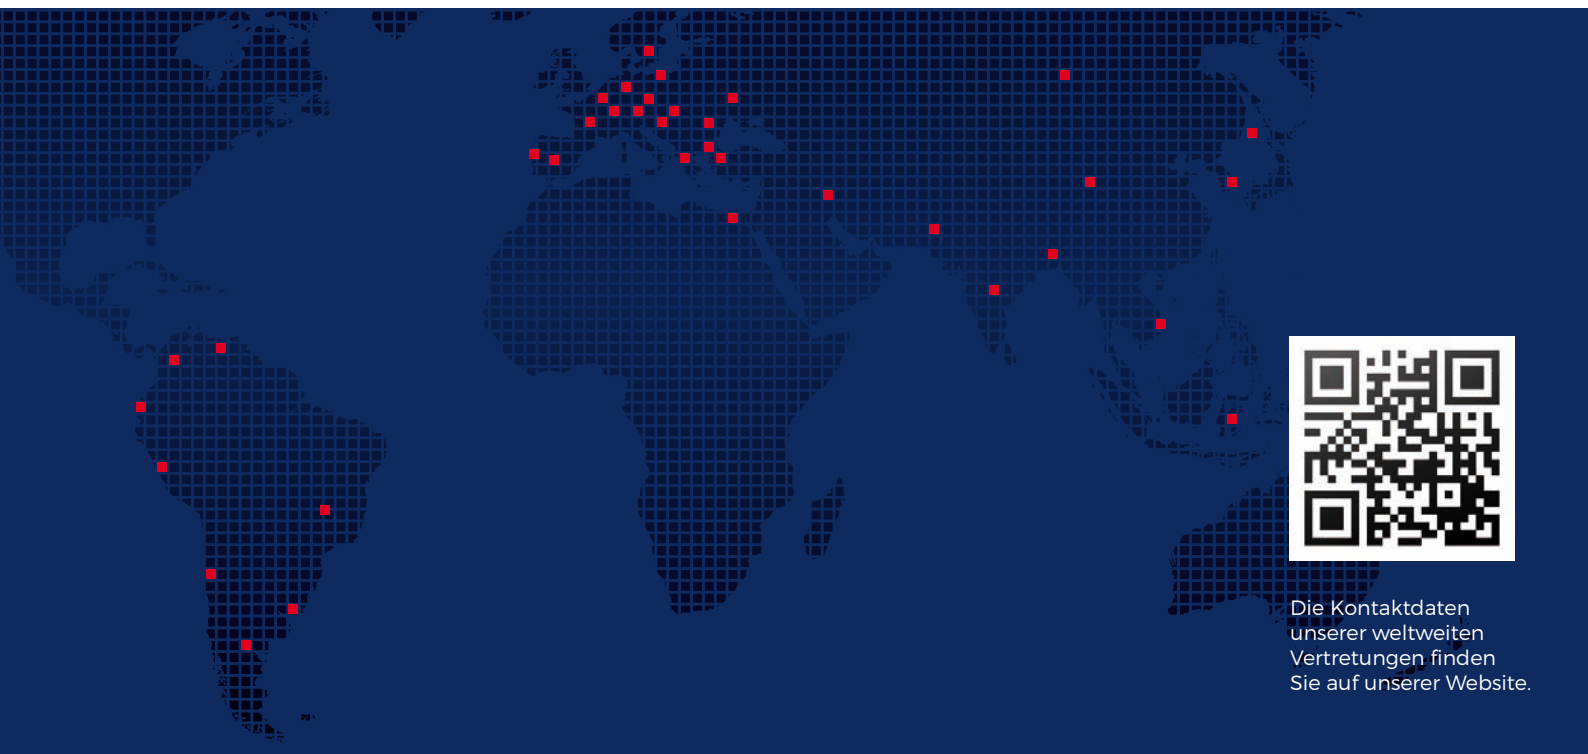 Die Kontaktdaten
unserer weltweiten
Vertretungen finden
Sie auf unserer Website.